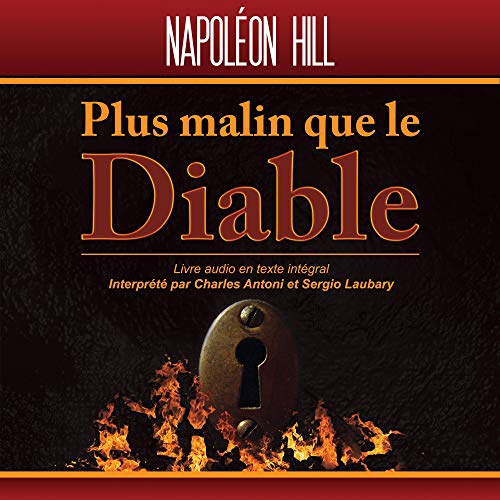 NAPOLÉON HILL
Plus malin que le
Diable
Livre audio en texte intégral
Interprété par Charles Antoni et Sergio Laubary